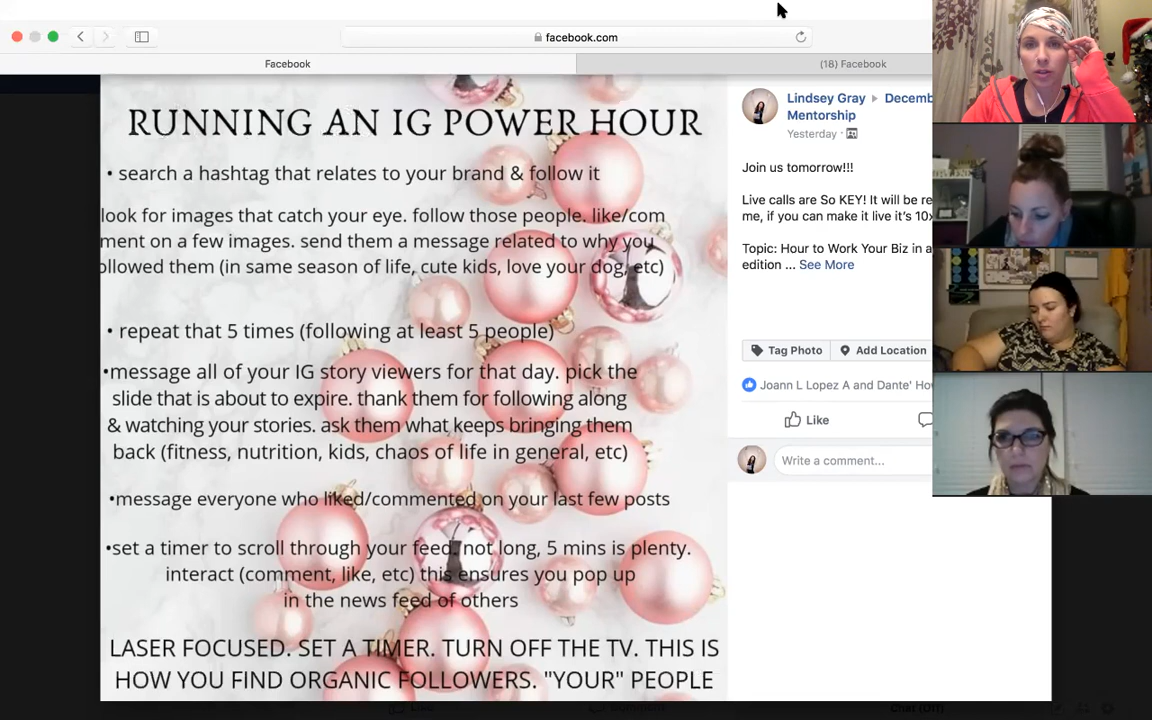 facebook.com
Facebook
(18) Facebook
RUNNING AN IG POWER HOUR
• search a hashtag that relates to your brand & follow it
look for images that catch your eye. follow those people. like/com
ment on a few images. send them a message related to why you
ollowed them (in same season of life, cute kids, love your dog, etc)
• repeat that 5 times (following at least 5 people)
•message all of your IG story viewers for that day. pick the
slide that is about to expire. thank them for following along
& watching your stories. ask them what keeps bringing them
back (fitness, nutrition, kids, chaos of life in general, etc)
•message everyone who liked/commented on your last few posts
•set a timer to scroll through your feed. not long, 5 mins is plenty.
interact (comment, like, etc) this ensures you pop up
in the news feed of others
LASER FOCUSED. SET A TIMER. TURN OFF THE TV. THIS IS
HOW YOU FIND ORGANIC FOLLOWERS. "YOUR" PEOPLE
Lindsey Gray ▸ Decemb
Mentorship
Yesterday ·
Join us tomorrow!!!
Live calls are So KEY! It will be re
me, if you can make it live it's 10x
Topic: Hour to Work Your Biz in a
edition ... See More
Tag Photo
Add Location
Joann L Lopez A and Dante' Ho
Like
Write a comment...
Chat (Off)